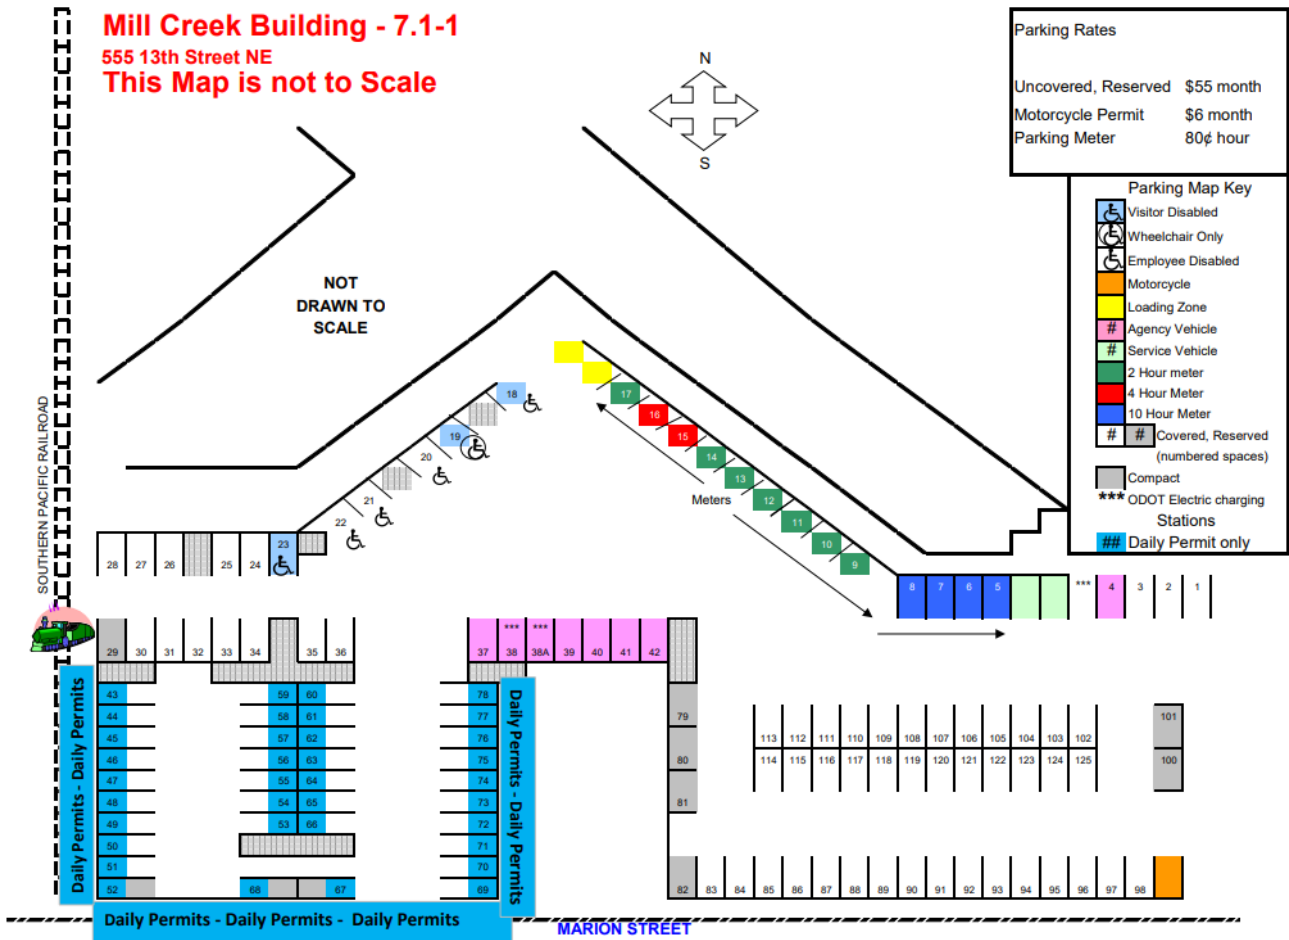 Mill Creek Building - 7.1-1
555 13th Street NE
This Map is not to Scale
N
S
Parking Rates
Uncovered, Reserved $55 month
Motorcycle Permit $6 month
Parking Meter 80¢ hour
Parking Map Key
Visitor Disabled
Wheelchair Only
Employee Disabled
Motorcycle
Loading Zone
# Agency Vehicle
# Service Vehicle
2 Hour meter
4 Hour Meter
10 Hour Meter
# # Covered, Reserved
(numbered spaces)
Compact
*** ODOT Electric charging
Stations
## Daily Permit only
NOT
DRAWN TO
SCALE
SOUTHERN PACIFIC RAILROAD
18
19
20
21
22
23
17
16
15
14
13
12
11
10
9
Meters
28 27 26 25 24
8 7 6 5 *** 4 3 2 1
*** ***
29 30 31 32 33 34 35 36 37 38 38A 39 40 41 42
43 59 60 78
44 58 61 77
45 57 62 76
46 56 63 75
47 55 64 74
48 54 65 73
49 53 66 72
50 71
51 70
52 68 67 69
79
80
81
101
113 112 111 110 109 108 107 106 105 104 103 102
114 115 116 117 118 119 120 121 122 123 124 125 100
82 83 84 85 86 87 88 89 90 91 92 93 94 95 96 97 98
Daily Permits - Daily Permits
Daily Permits - Daily Permits
Daily Permits - Daily Permits - Daily Permits
MARION STREET